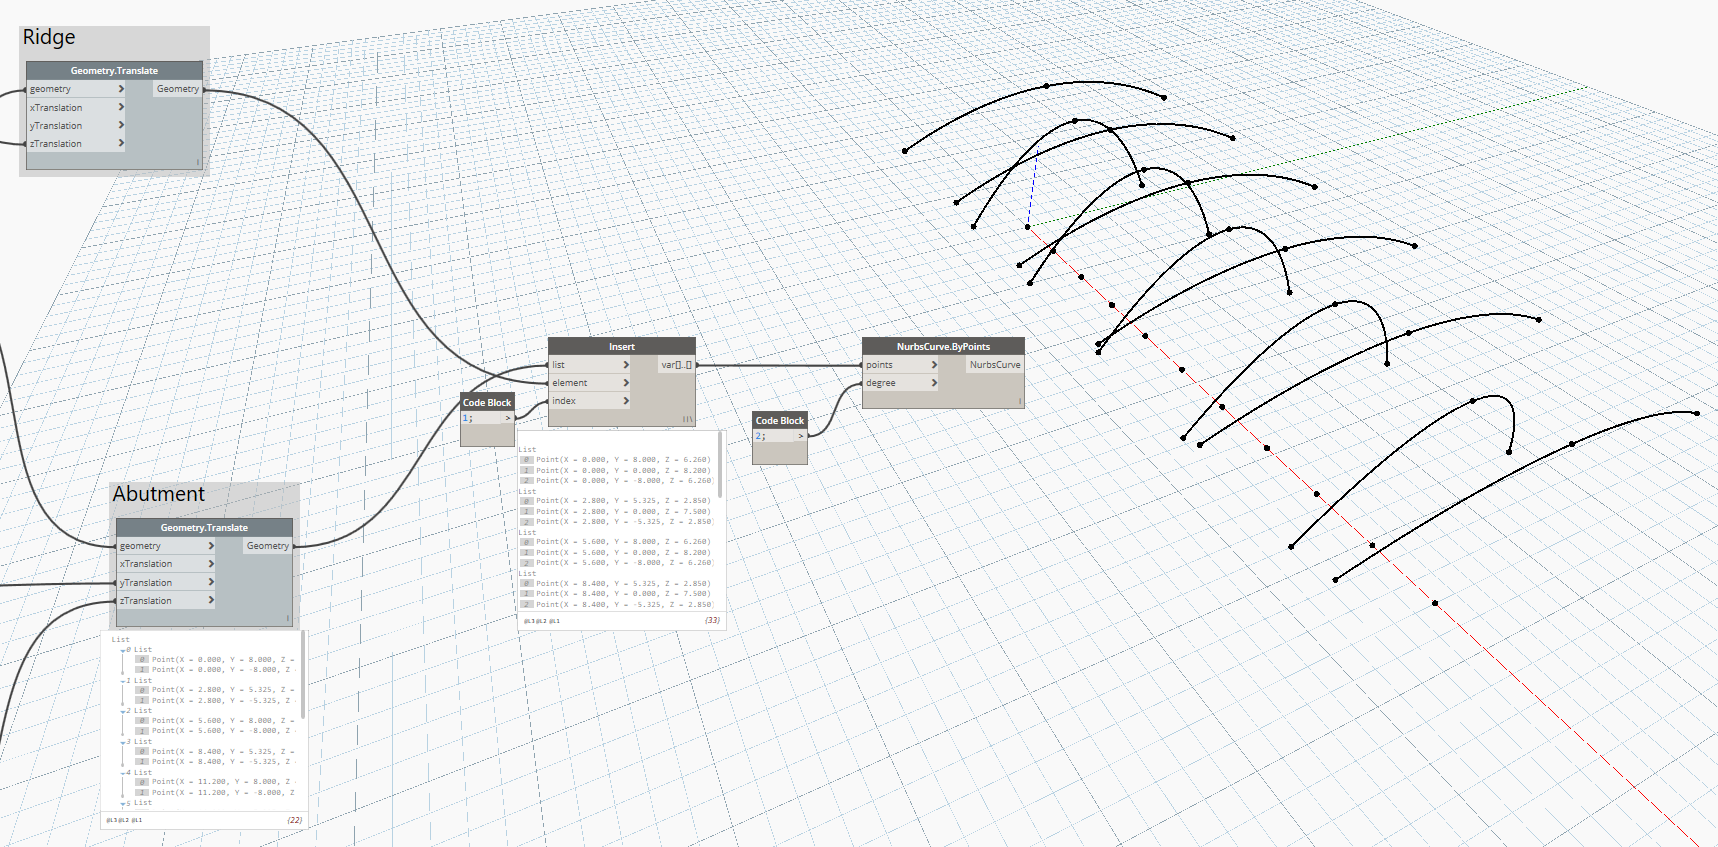 Ridge
Geometry.Translate
geometry > Geometry
xTranslation >
yTranslation >
zTranslation >
Insert
list > var[]..[]
element >
index >
Code Block
1; >
NurbsCurve.ByPoints
points > NurbsCurve
degree >
Code Block
2; >
List
0 Point(X = 0.000, Y = 8.000, Z = 6.260)
1 Point(X = 0.000, Y = 0.000, Z = 8.200)
2 Point(X = 0.000, Y = -8.000, Z = 6.260
List
0 Point(X = 2.800, Y = 5.325, Z = 2.850)
1 Point(X = 2.800, Y = 0.000, Z = 7.500)
2 Point(X = 2.800, Y = -5.325, Z = 2.850
List
0 Point(X = 5.600, Y = 8.000, Z = 6.260)
1 Point(X = 5.600, Y = 0.000, Z = 8.200)
2 Point(X = 5.600, Y = -8.000, Z = 6.260
List
0 Point(X = 8.400, Y = 5.325, Z = 2.850)
1 Point(X = 8.400, Y = 0.000, Z = 7.500)
2 Point(X = 8.400, Y = -5.325, Z = 2.850
@L3 @L2 @L1 {33}
Abutment
Geometry.Translate
geometry > Geometry
xTranslation >
yTranslation >
zTranslation >
List
0 List
0 Point(X = 0.000, Y = 8.000, Z =
1 Point(X = 0.000, Y = -8.000, Z
1 List
0 Point(X = 2.800, Y = 5.325, Z =
1 Point(X = 2.800, Y = -5.325, Z
2 List
0 Point(X = 5.600, Y = 8.000, Z =
1 Point(X = 5.600, Y = -8.000, Z
3 List
0 Point(X = 8.400, Y = 5.325, Z =
1 Point(X = 8.400, Y = -5.325, Z
4 List
0 Point(X = 11.200, Y = 8.000, Z
1 Point(X = 11.200, Y = -8.000, Z
5 List
@L3 @L2 @L1 {22}